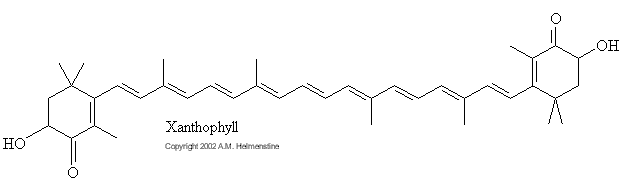 O
OH
Xanthophyll
HO
Copyright 2002 A.M. Helmenstine
O